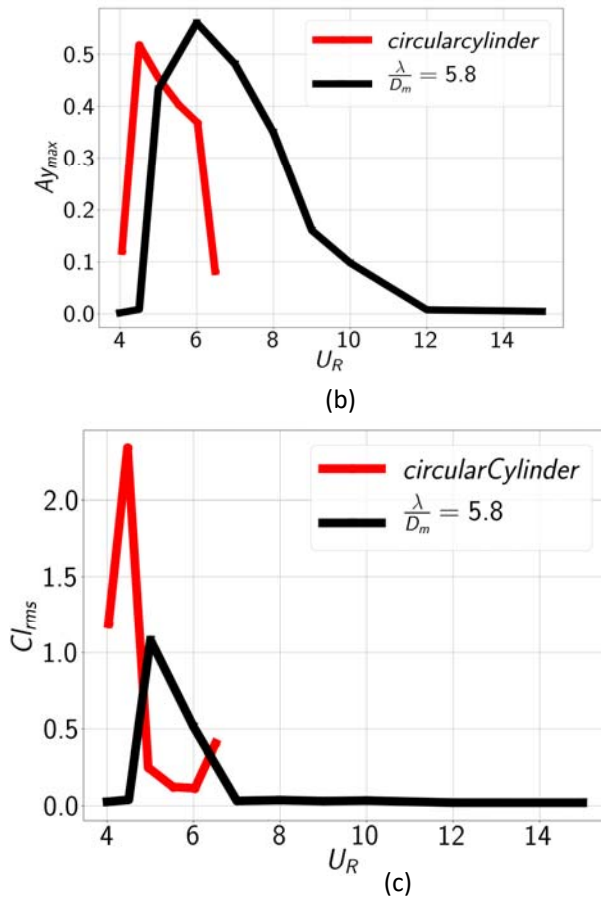 circularcylinder
λ/D_m = 5.8
Ay_max
0.5
0.4
0.3
0.2
0.1
0.0
4 6 8 10 12 14
U_R
(b)
circularCylinder
λ/D_m = 5.8
Cl_rms
2.0
1.5
1.0
0.5
0.0
4 6 8 10 12 14
U_R
(c)